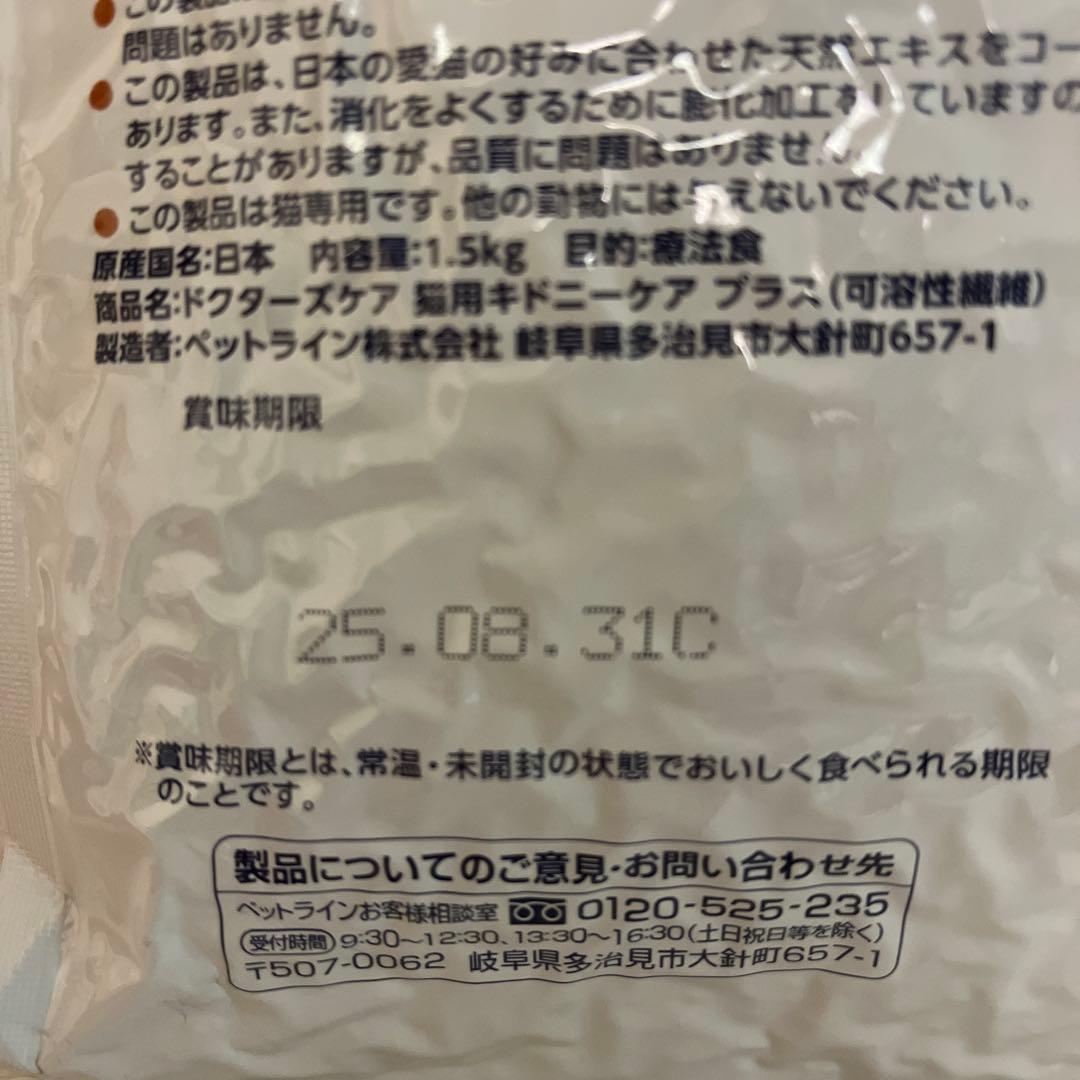 ●この製品は
問題はありません。
●この製品は、日本の愛猫の好みに合わせた天然エキスをコー
あります。また、消化をよくするために膨化加工をしていますの
することがありますが、品質に問題はありません。
●この製品は猫専用です。他の動物には与えないでください。
原産国名:日本 内容量:1.5kg 目的:療法食
商品名:ドクターズケア 猫用キドニーケア プラス(可溶性繊維)
製造者:ペットライン株式会社 岐阜県多治見市大針町657-1
賞味期限
25.08.31C
※賞味期限とは、常温・未開封の状態でおいしく食べられる期限
のことです。
製品についてのご意見・お問い合わせ先
ペットラインお客様相談室 0120-525-235
受付時間 9:30〜12:30、13:30〜16:30(土日祝日等を除く)
〒507-0062 岐阜県多治見市大針町657-1